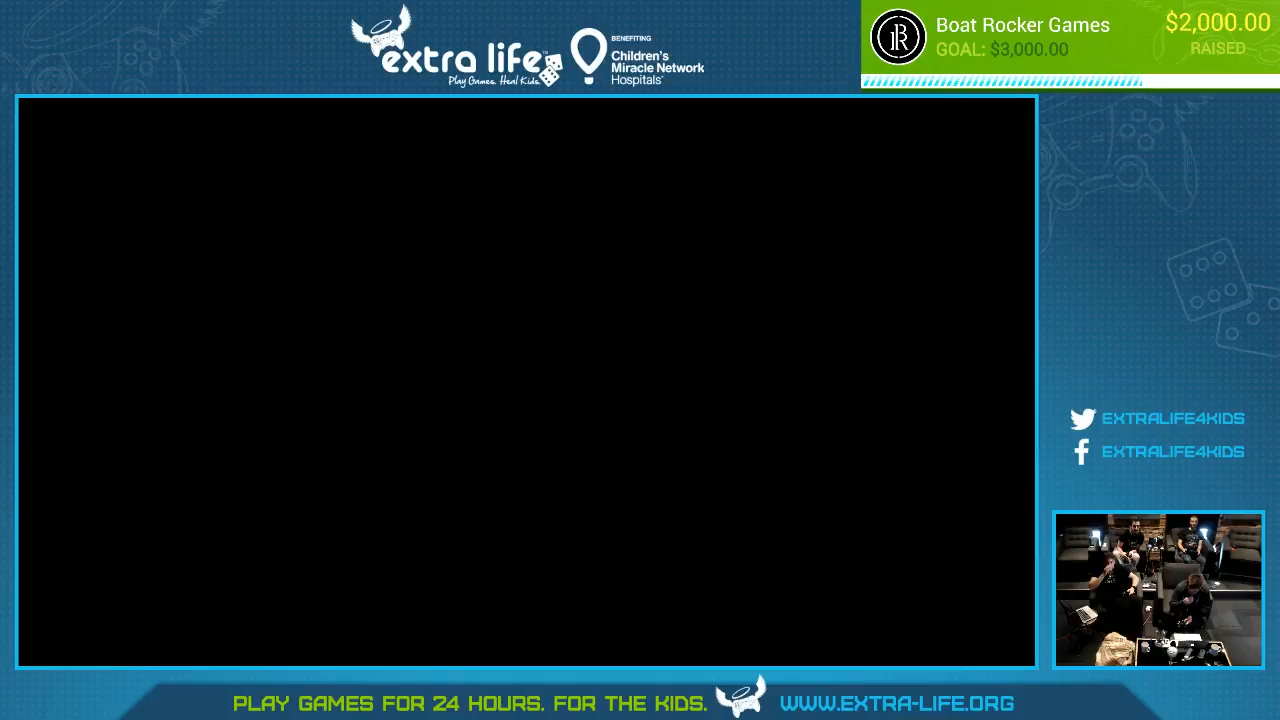 extra life
Play Games. Heal Kids.
BENEFITING
Children's
Miracle Network
Hospitals
Boat Rocker Games
GOAL: $3,000.00
$2,000.00
RAISED
EXTRALIFE4KIDS
EXTRALIFE4KIDS
PLAY GAMES FOR 24 HOURS. FOR THE KIDS.
WWW.EXTRA-LIFE.ORG